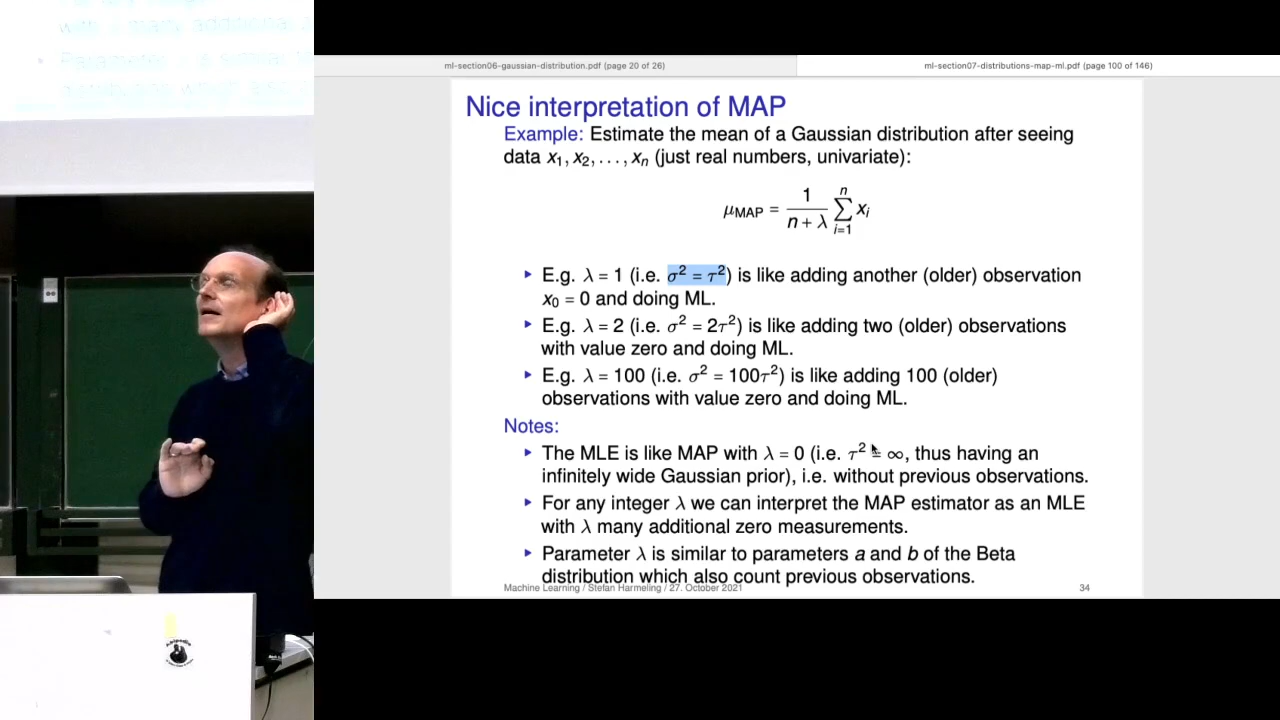 with λ many additional
ml-section06-gaussian-distribution.pdf (page 20 of 26)
ml-section07-distributions-map-ml.pdf (page 100 of 146)
Nice interpretation of MAP
Example: Estimate the mean of a Gaussian distribution after seeing
data x₁, x₂, . . . , xₙ (just real numbers, univariate):
μ_MAP = 1/(n + λ) ∑_{i=1}^{n} xᵢ
▸ E.g. λ = 1 (i.e. σ² = τ²) is like adding another (older) observation
x₀ = 0 and doing ML.
▸ E.g. λ = 2 (i.e. σ² = 2τ²) is like adding two (older) observations
with value zero and doing ML.
▸ E.g. λ = 100 (i.e. σ² = 100τ²) is like adding 100 (older)
observations with value zero and doing ML.
Notes:
▸ The MLE is like MAP with λ = 0 (i.e. τ² = ∞, thus having an
infinitely wide Gaussian prior), i.e. without previous observations.
▸ For any integer λ we can interpret the MAP estimator as an MLE
with λ many additional zero measurements.
▸ Parameter λ is similar to parameters a and b of the Beta
distribution which also count previous observations.
Machine Learning / Stefan Harmeling / 27. October 2021
34